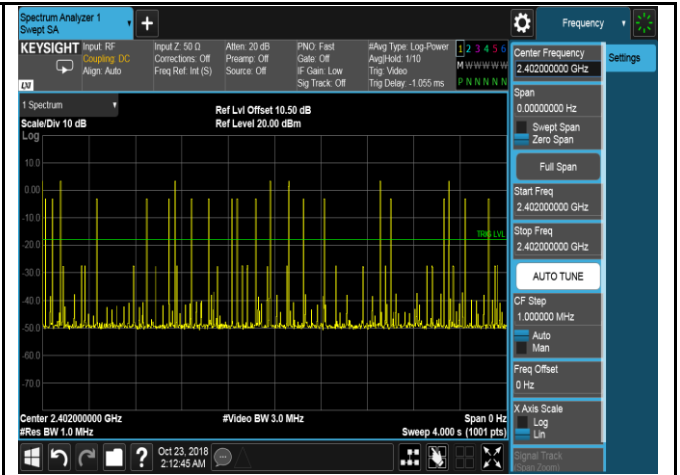 Spectrum Analyzer 1
Swept SA
Frequency
KEYSIGHT
Input: RF
Coupling: DC
Align: Auto
Input Z: 50 Ω
Corrections: Off
Freq Ref: Int (S)
Atten: 20 dB
Preamp: Off
Source: Off
PNO: Fast
Gate: Off
IF Gain: Low
Sig Track: Off
#Avg Type: Log-Power
Avg|Hold: 1/10
Trig: Video
Trig Delay: -1.055 ms
1 2 3 4 5 6
M W W W W W
P N N N N N
LXI
1 Spectrum
Scale/Div 10 dB
Log
Ref Lvl Offset 10.50 dB
Ref Level 20.00 dBm
10.0
0.00
-10.0
-20.0
-30.0
-40.0
-50.0
-60.0
-70.0
TRIG LVL
Center 2.402000000 GHz
#Res BW 1.0 MHz
#Video BW 3.0 MHz
Span 0 Hz
Sweep 4.000 s (1001 pts)
Oct 23, 2018
2:12:45 AM
Center Frequency
2.402000000 GHz
Settings
Span
0.00000000 Hz
Swept Span
Zero Span
Full Span
Start Freq
2.402000000 GHz
Stop Freq
2.402000000 GHz
AUTO TUNE
CF Step
1.000000 MHz
Auto
Man
Freq Offset
0 Hz
X Axis Scale
Log
Lin
Signal Track
(Span Zoom)